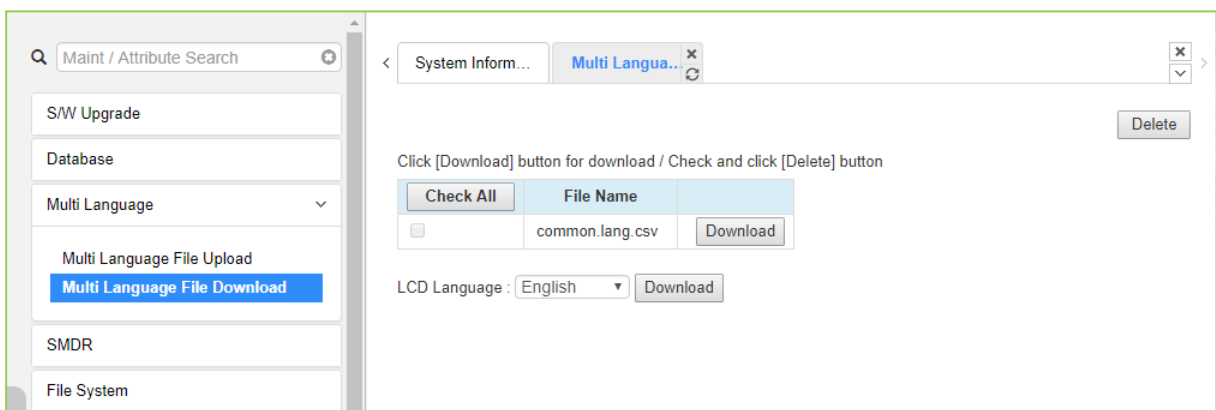 Maint / Attribute Search
S/W Upgrade
Database
Multi Language
Multi Language File Upload
Multi Language File Download
SMDR
File System
System Inform...
Multi Langua...
Delete
Click [Download] button for download / Check and click [Delete] button
Check All File Name
common.lang.csv Download
LCD Language : English Download